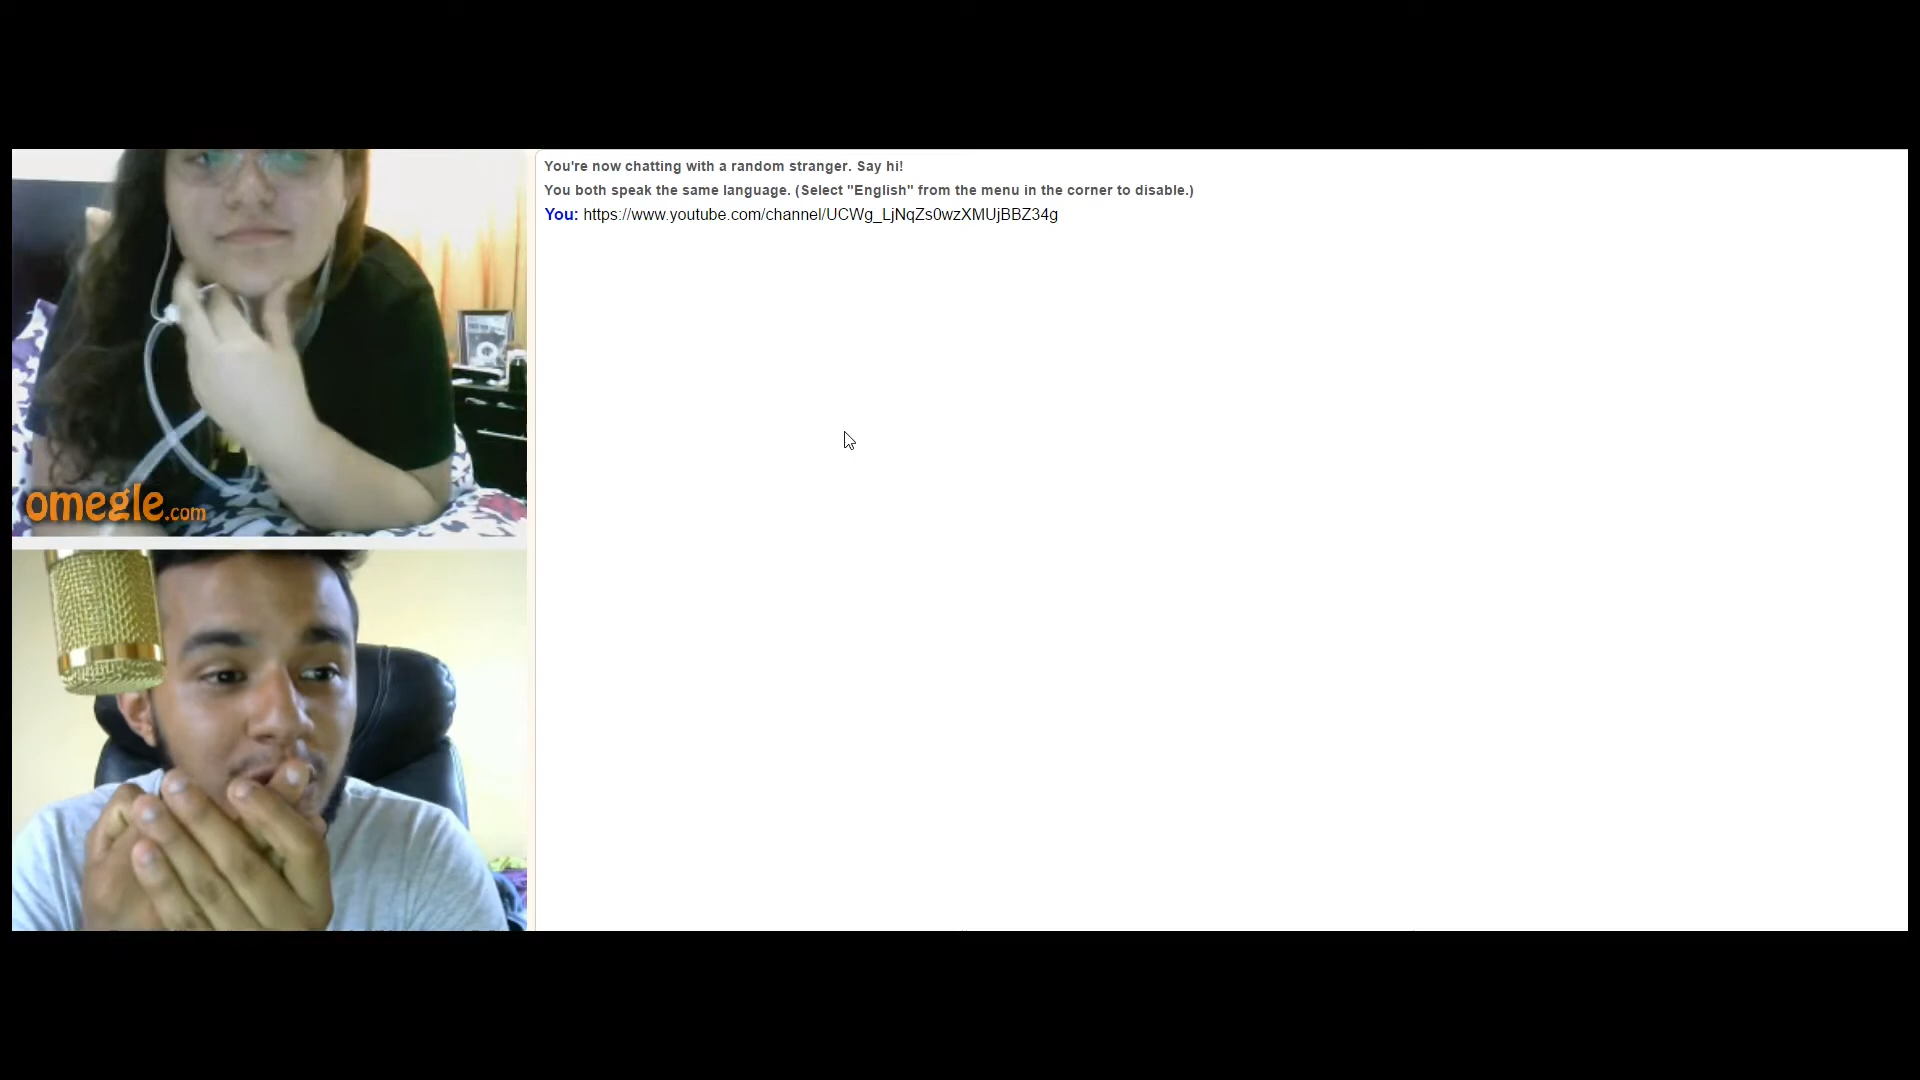 You're now chatting with a random stranger. Say hi!
You both speak the same language. (Select "English" from the menu in the corner to disable.)
You: https://www.youtube.com/channel/UCWg_LjNqZs0wzXMUjBBZ34g
omegle.com